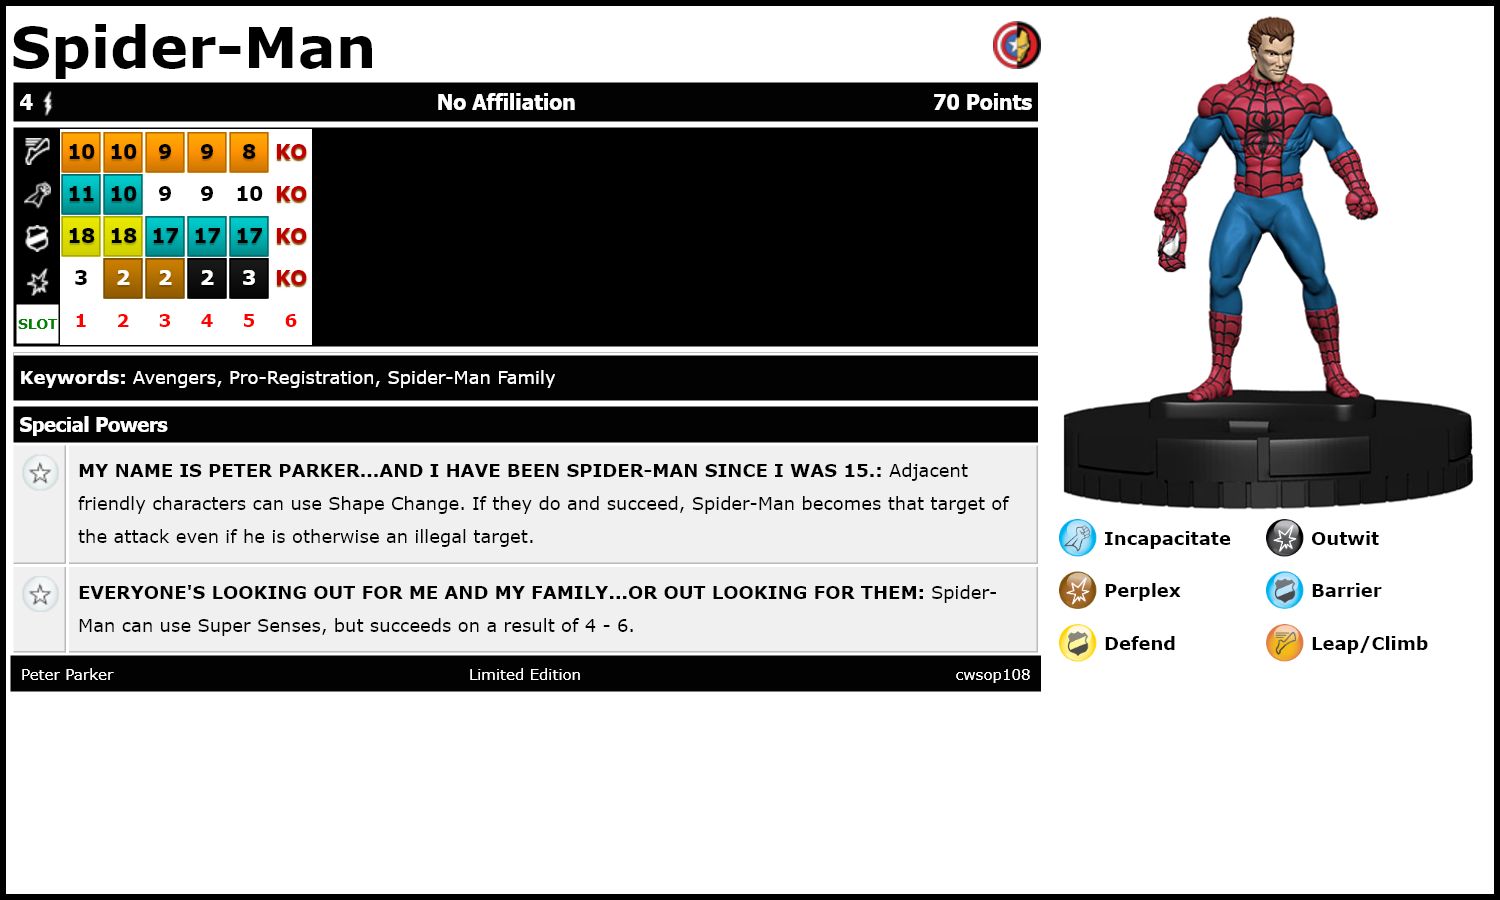 Spider-Man
4 No Affiliation 70 Points
10 10 9 9 8 KO
11 10 9 9 10 KO
18 18 17 17 17 KO
3 2 2 2 3 KO
SLOT 1 2 3 4 5 6
Keywords: Avengers, Pro-Registration, Spider-Man Family
Special Powers
MY NAME IS PETER PARKER...AND I HAVE BEEN SPIDER-MAN SINCE I WAS 15.: Adjacent
friendly characters can use Shape Change. If they do and succeed, Spider-Man becomes that target of
the attack even if he is otherwise an illegal target.
EVERYONE'S LOOKING OUT FOR ME AND MY FAMILY...OR OUT LOOKING FOR THEM: Spider-
Man can use Super Senses, but succeeds on a result of 4 - 6.
Peter Parker Limited Edition cwsop108
Incapacitate Outwit
Perplex Barrier
Defend Leap/Climb